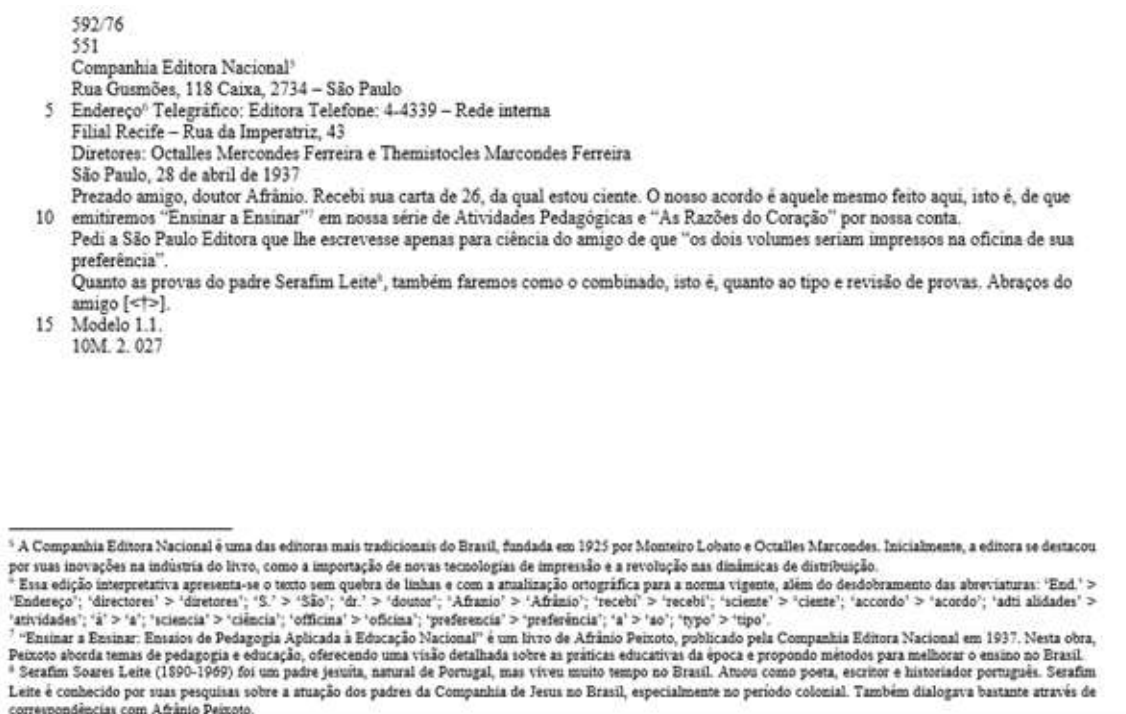 592/76
551
Companhia Editora Nacional⁵
Rua Gusmões, 118 Caixa, 2734 – São Paulo
5 Endereço⁶ Telegráfico: Editora Telefone: 4-4339 – Rede interna
Filial Recife – Rua da Imperatriz, 43
Diretores: Octalles Mercondes Ferreira e Themistocles Marcondes Ferreira
São Paulo, 28 de abril de 1937
Prezado amigo, doutor Afrânio. Recebi sua carta de 26, da qual estou ciente. O nosso acordo é aquele mesmo feito aqui, isto é, de que
10 emitiremos “Ensinar a Ensinar”⁷ em nossa série de Atividades Pedagógicas e “As Razões do Coração” por nossa conta.
Pedi a São Paulo Editora que lhe escrevesse apenas para ciência do amigo de que “os dois volumes seriam impressos na oficina de sua
preferência”.
Quanto as provas do padre Serafim Leite⁸, também faremos como o combinado, isto é, quanto ao tipo e revisão de provas. Abraços do
amigo [<†>].
15 Modelo 1.1.
10M. 2. 027
⁵ A Companhia Editora Nacional é uma das editoras mais tradicionais do Brasil, fundada em 1925 por Monteiro Lobato e Octalles Marcondes. Inicialmente, a editora se destacou
por suas inovações na indústria do livro, como a importação de novas tecnologias de impressão e a revolução nas dinâmicas de distribuição.
⁶ Essa edição interpretativa apresenta-se o texto sem quebra de linhas e com a atualização ortográfica para a norma vigente, além do desdobramento das abreviaturas: ‘End.’ >
‘Endereço’; ‘directores’ > ‘diretores’; ‘S.’ > ‘São’; ‘dr.’ > ‘doutor’; ‘Afranio’ > ‘Afrânio’; ‘recebí’ > ‘recebi’; ‘sciente’ > ‘ciente’; ‘accordo’ > ‘acordo’; ‘adti alidades’ >
‘atividades’; ‘á’ > ‘a’; ‘sciencia’ > ‘ciência’; ‘officina’ > ‘oficina’; ‘preferencia’ > ‘preferência’; ‘a’ > ‘ao’; ‘typo’ > ‘tipo’.
⁷ “Ensinar a Ensinar: Ensaios de Pedagogia Aplicada à Educação Nacional” é um livro de Afrânio Peixoto, publicado pela Companhia Editora Nacional em 1937. Nesta obra,
Peixoto aborda temas de pedagogia e educação, oferecendo uma visão detalhada sobre as práticas educativas da época e propondo métodos para melhorar o ensino no Brasil.
⁸ Serafim Soares Leite (1890-1969) foi um padre jesuíta, natural de Portugal, mas viveu muito tempo no Brasil. Atuou como poeta, escritor e historiador português. Serafim
Leite é conhecido por suas pesquisas sobre a atuação dos padres da Companhia de Jesus no Brasil, especialmente no período colonial. Também dialogava bastante através de
correspondências com Afrânio Peixoto.